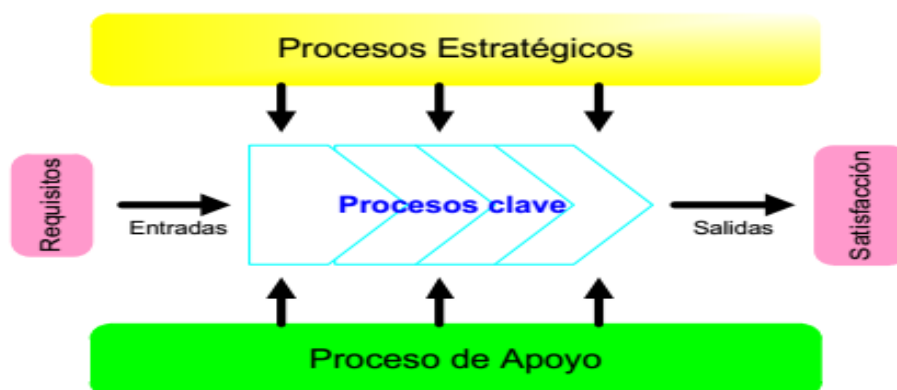 Procesos Estratégicos
Requisitos
Entradas
Procesos clave
Salidas
Satisfacción
Proceso de Apoyo